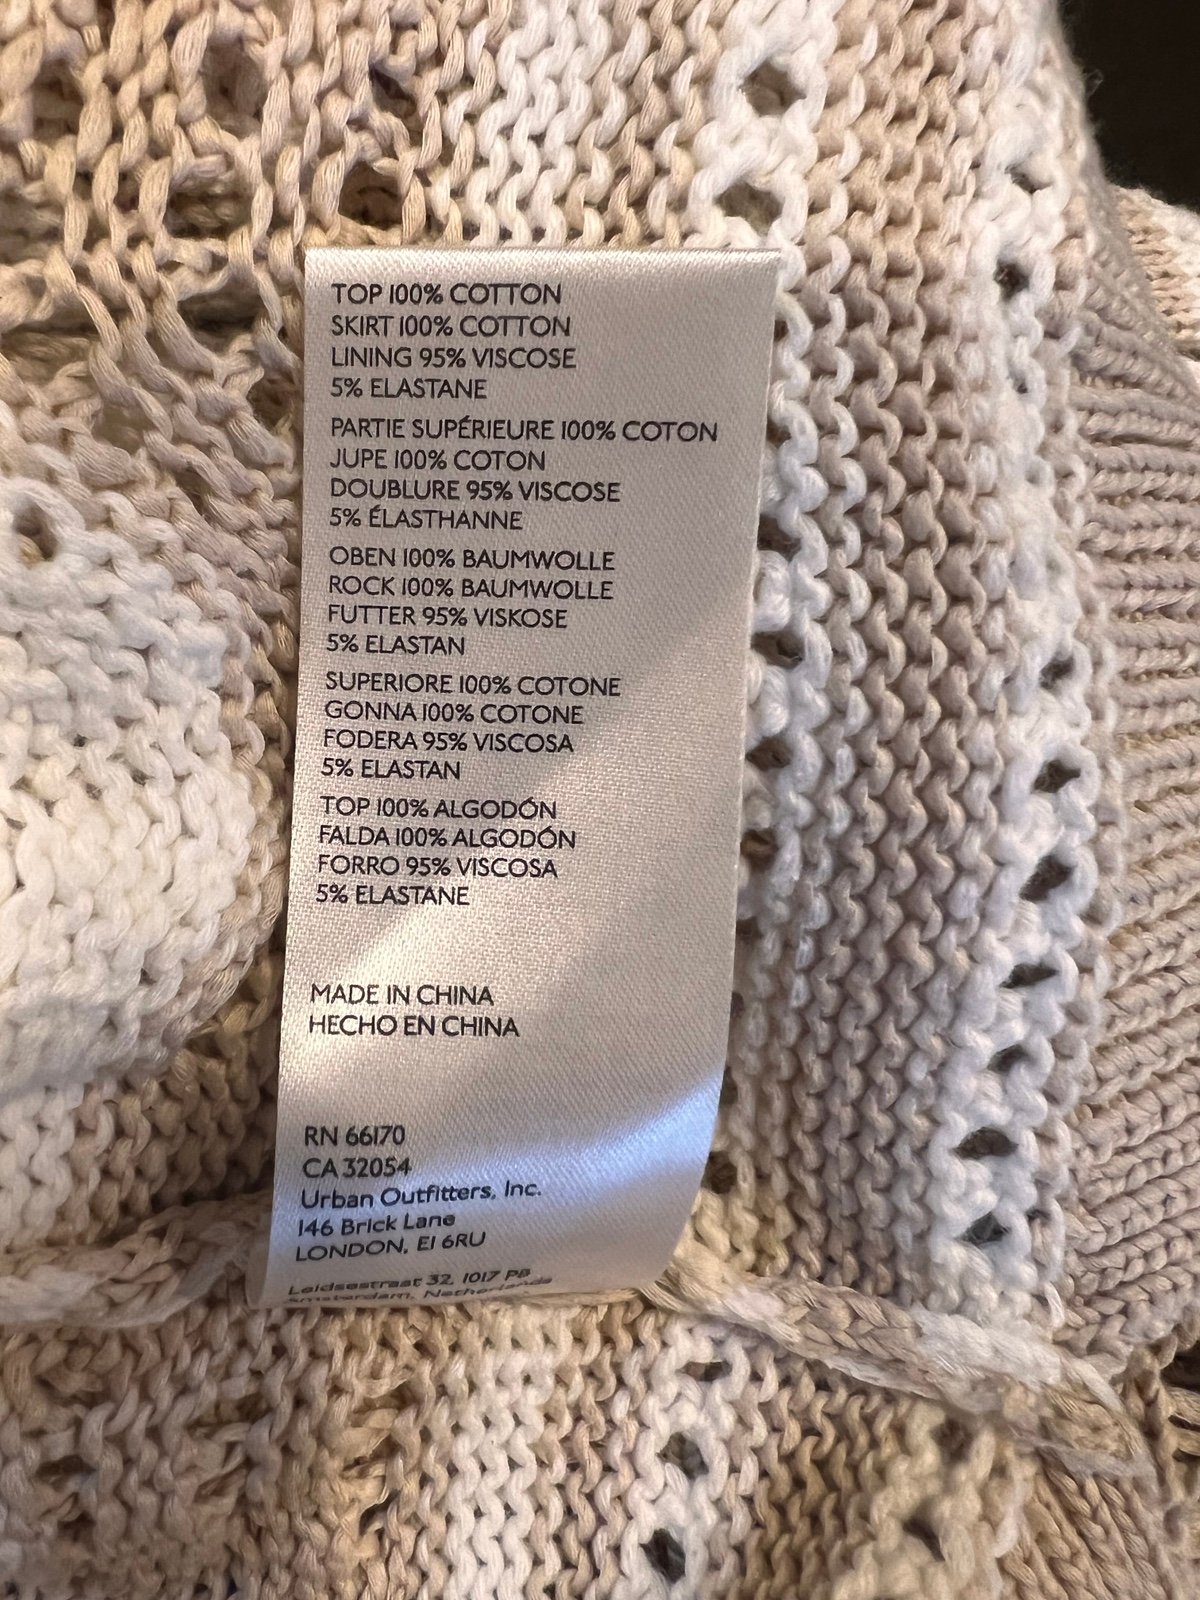 TOP 100% COTTON
SKIRT 100% COTTON
LINING 95% VISCOSE
5% ELASTANE
PARTIE SUPÉRIEURE 100% COTON
JUPE 100% COTON
DOUBLURE 95% VISCOSE
5% ÉLASTHANNE
OBEN 100% BAUMWOLLE
ROCK 100% BAUMWOLLE
FUTTER 95% VISKOSE
5% ELASTAN
SUPERIORE 100% COTONE
GONNA 100% COTONE
FODERA 95% VISCOSA
5% ELASTAN
TOP 100% ALGODÓN
FALDA 100% ALGODÓN
FORRO 95% VISCOSA
5% ELASTANE
MADE IN CHINA
HECHO EN CHINA
RN 66170
CA 32054
Urban Outfitters, Inc.
146 Brick Lane
LONDON, E1 6RU
Leidsestraat 32, 1017 PB
Amsterdam, Netherlands